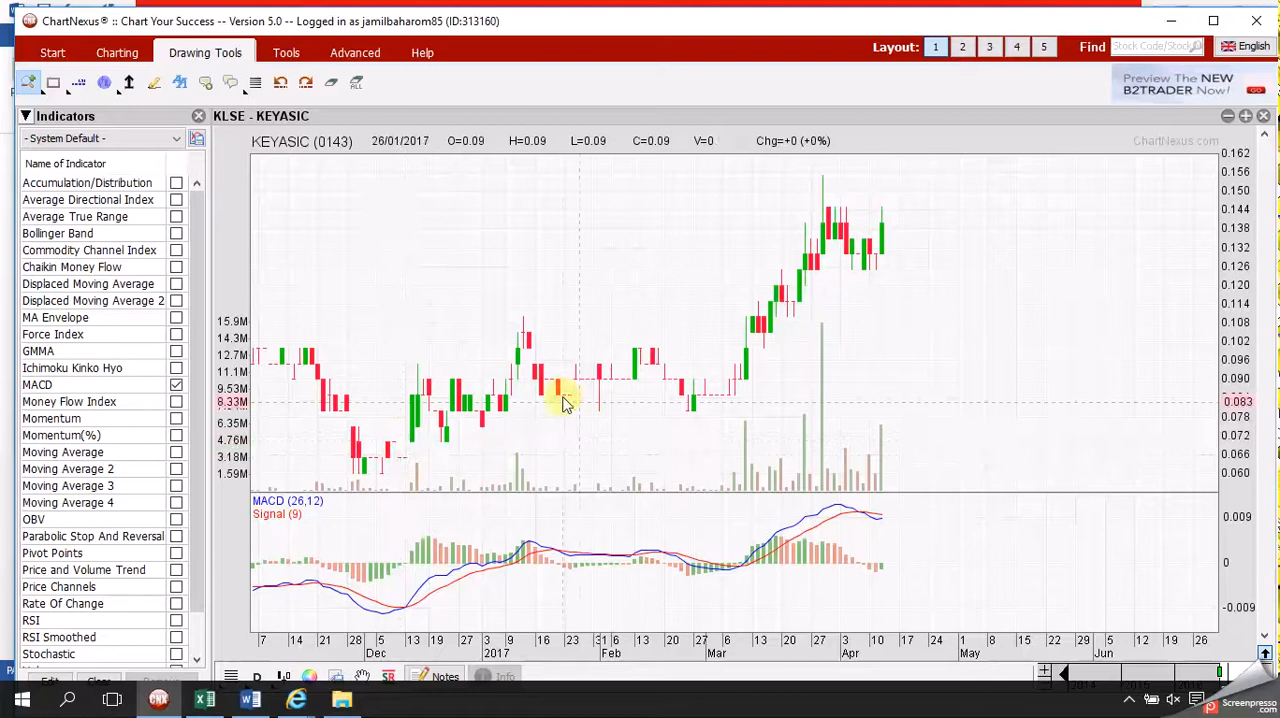 ChartNexus® :: Chart Your Success -- Version 5.0 -- Logged in as jamilbaharom85 (ID:313160)
Start Charting Drawing Tools Tools Advanced Help Layout: 1 2 3 4 5 Find Stock Code/Stock English
Preview The NEW
B2TRADER Now! GO
Indicators
KLSE - KEYASIC
- System Default -
KEYASIC (0143) 26/01/2017 O=0.09 H=0.09 L=0.09 C=0.09 V=0 Chg=+0 (+0%) ChartNexus.com
Name of Indicator
Accumulation/Distribution
Average Directional Index
Average True Range
Bollinger Band
Commodity Channel Index
Chaikin Money Flow
Displaced Moving Average
Displaced Moving Average 2
MA Envelope
Force Index
GMMA
Ichimoku Kinko Hyo
MACD
Money Flow Index
Momentum
Momentum(%)
Moving Average
Moving Average 2
Moving Average 3
Moving Average 4
OBV
Parabolic Stop And Reversal
Pivot Points
Price and Volume Trend
Price Channels
Rate Of Change
RSI
RSI Smoothed
Stochastic
15.9M
14.3M
12.7M
11.1M
9.53M
8.33M
6.35M
4.76M
3.18M
1.59M
0.162
0.156
0.150
0.144
0.138
0.132
0.126
0.120
0.114
0.108
0.102
0.096
0.090
0.083
0.078
0.072
0.066
0.060
MACD (26,12)
Signal (9)
0.009
0
-0.009
7 14 21 28 5 13 19 27 3 9 16 23 31 6 13 20 27 6 13 20 27 3 10 17 24 1 8 15 22 29 5 12 19 26
Dec 2017 Feb Mar Apr May Jun
D SR Notes Info
2014 2015 2016
CNX
Screenpresso
.com